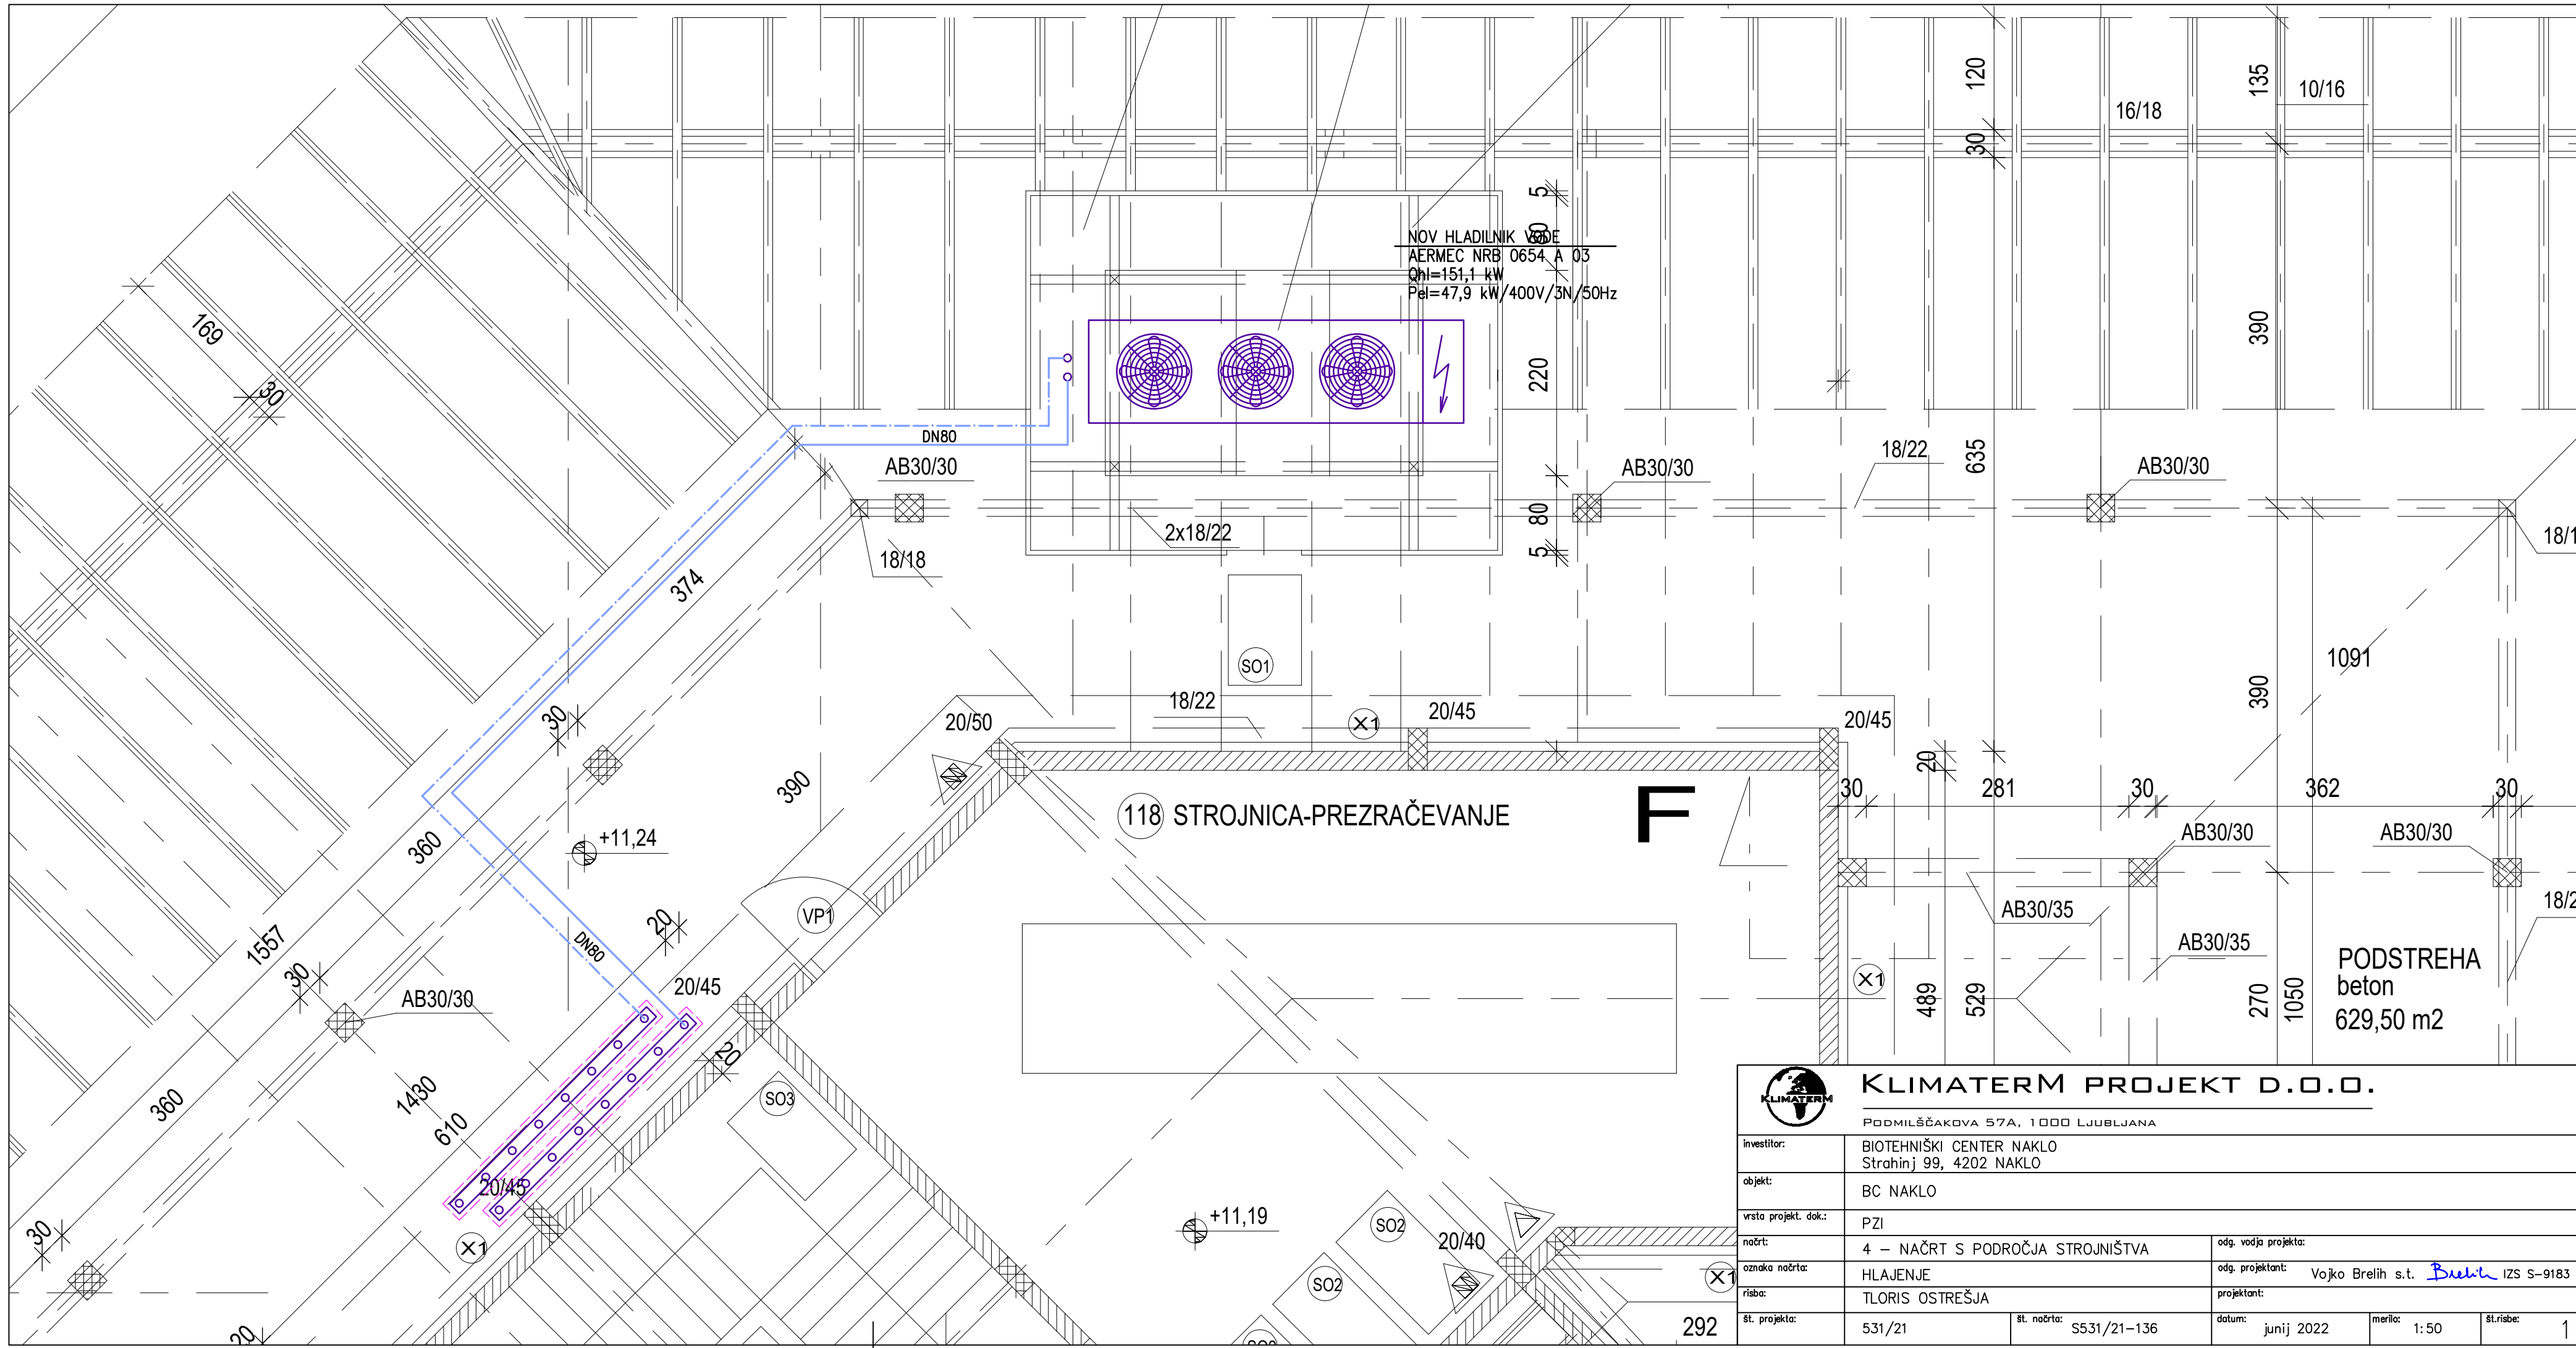 120
135
10/16
16/18
30
5
60
NOV HLADILNIK VODE
AERMEC NRB 0654 A 03
Qhl=151,1 kW
Pel=47,9 kW/400V/3N/50Hz
169
30
390
220
DN80
AB30/30
18/22
635
AB30/30
AB30/30
80
2x18/22
18/18
5
374
SO1
1091
390
30
20/50
18/22
X1
20/45
20/45
20
390
30
281
30
362
30
118 STROJNICA-PREZRAČEVANJE
F
+11,24
360
AB30/30
AB30/30
VP1
AB30/35
20
DN80
1557
AB30/35
PODSTREHA
beton
629,50 m2
X1
30
AB30/30
20/45
489
529
270
1050
20
SO3
360
1430
610
20/45
X1
30
+11,19
SO2
20/40
SO2
X1
292
20
KLIMATERM
KLIMATERM PROJEKT D.O.O.
PODMILŠČAKOVA 57A, 1000 LJUBLJANA
investitor:
BIOTEHNIŠKI CENTER NAKLO
Strahinj 99, 4202 NAKLO
objekt:
BC NAKLO
vrsta projekt. dok.:
PZI
načrt:
4 – NAČRT S PODROČJA STROJNIŠTVA
odg. vodja projekta:
oznaka načrta:
HLAJENJE
odg. projektant:
Vojko Brelih s.t. Brelih IZS S-9183
risba:
TLORIS OSTREŠJA
projektant:
št. projekta:
531/21
št. načrta:
S531/21-136
datum:
junij 2022
merilo:
1:50
št.risbe:
1